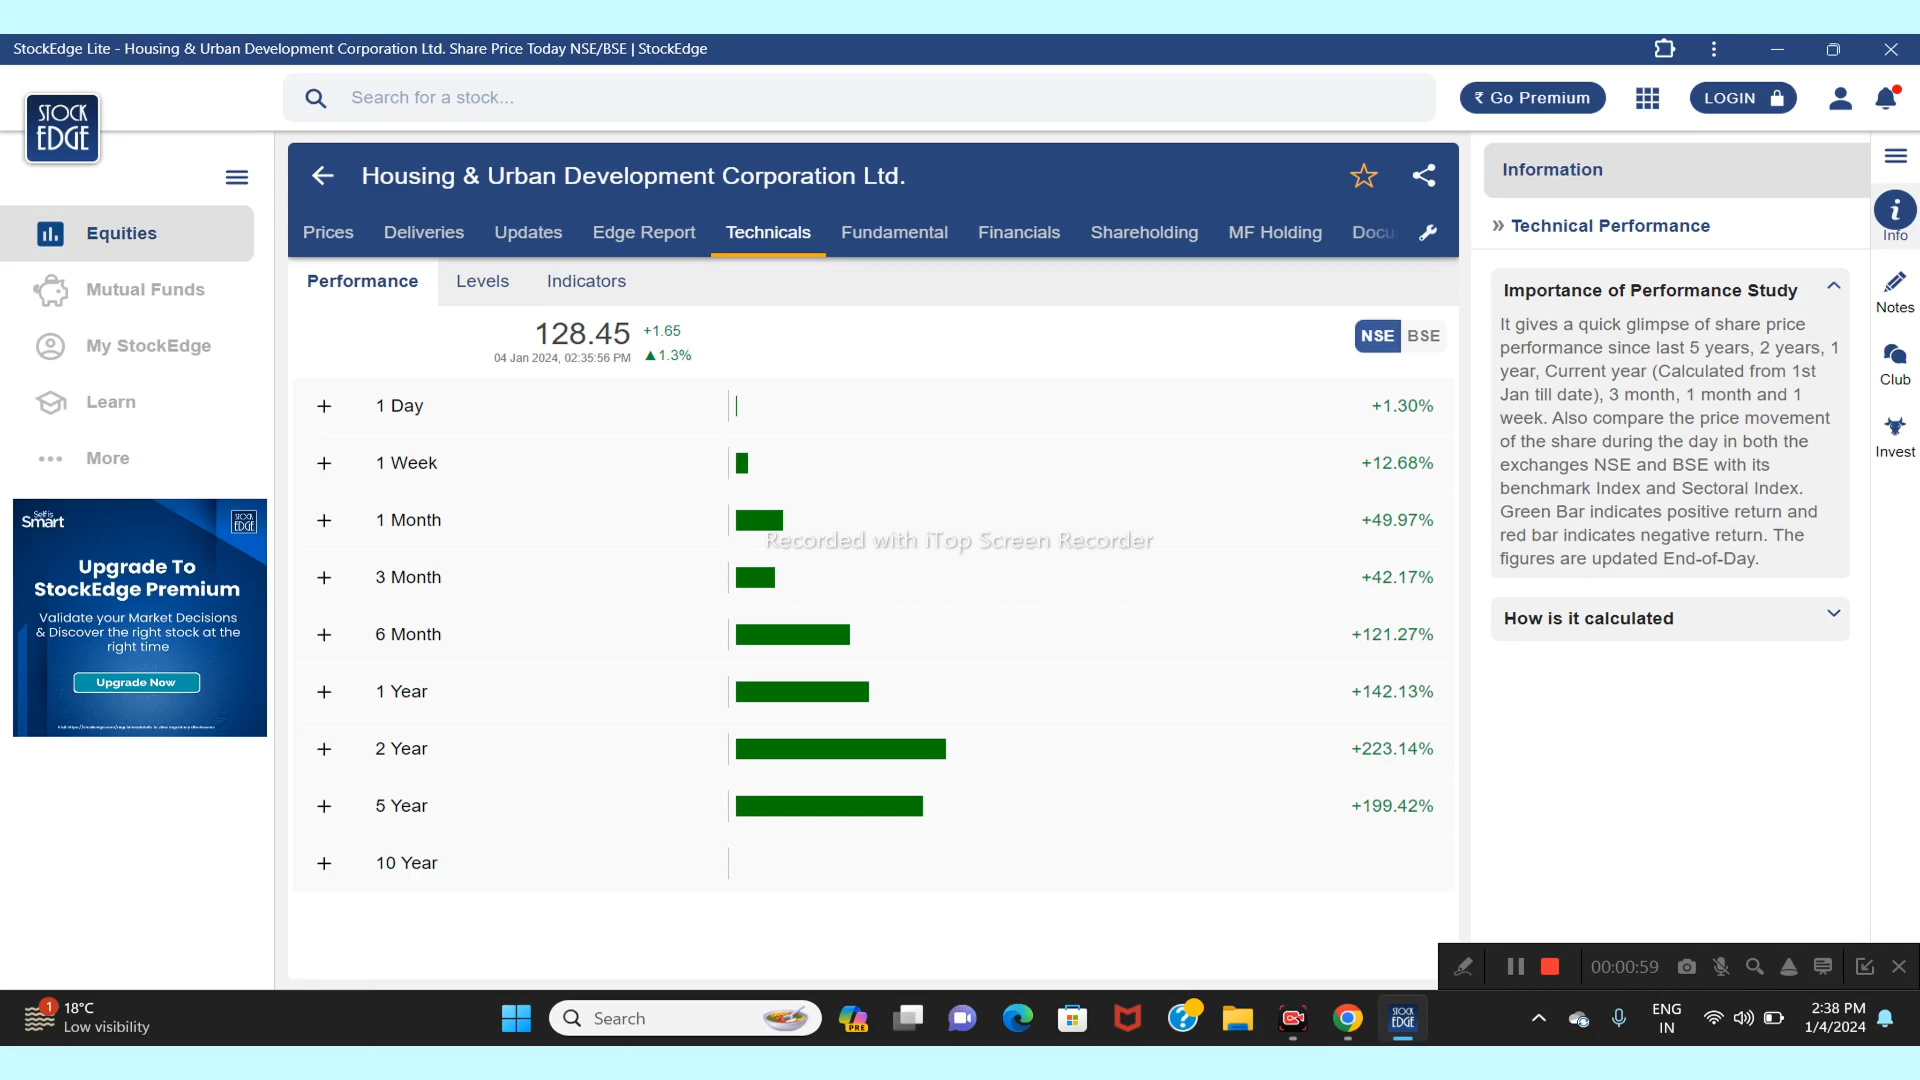 StockEdge Lite - Housing & Urban Development Corporation Ltd. Share Price Today NSE/BSE | StockEdge
STOCK
EDGE
Search for a stock...
₹ Go Premium
LOGIN
Equities
Mutual Funds
My StockEdge
Learn
More
Self is
Smart
STOCK
EDGE
Upgrade To
StockEdge Premium
Validate your Market Decisions
& Discover the right stock at the
right time
Upgrade Now
Housing & Urban Development Corporation Ltd.
Prices Deliveries Updates Edge Report Technicals Fundamental Financials Shareholding MF Holding Docu
Performance Levels Indicators
128.45 +1.65
04 Jan 2024, 02:35:56 PM ▲1.3%
NSE BSE
+ 1 Day +1.30%
+ 1 Week +12.68%
+ 1 Month +49.97%
Recorded with iTop Screen Recorder
+ 3 Month +42.17%
+ 6 Month +121.27%
+ 1 Year +142.13%
+ 2 Year +223.14%
+ 5 Year +199.42%
+ 10 Year
Information
» Technical Performance
Importance of Performance Study
It gives a quick glimpse of share price
performance since last 5 years, 2 years, 1
year, Current year (Calculated from 1st
Jan till date), 3 month, 1 month and 1
week. Also compare the price movement
of the share during the day in both the
exchanges NSE and BSE with its
benchmark Index and Sectoral Index.
Green Bar indicates positive return and
red bar indicates negative return. The
figures are updated End-of-Day.
How is it calculated
i
Info
Notes
Club
Invest
00:00:59
1
18°C
Low visibility
Search
PRE
STOCK
EDGE
ENG
IN
2:38 PM
1/4/2024